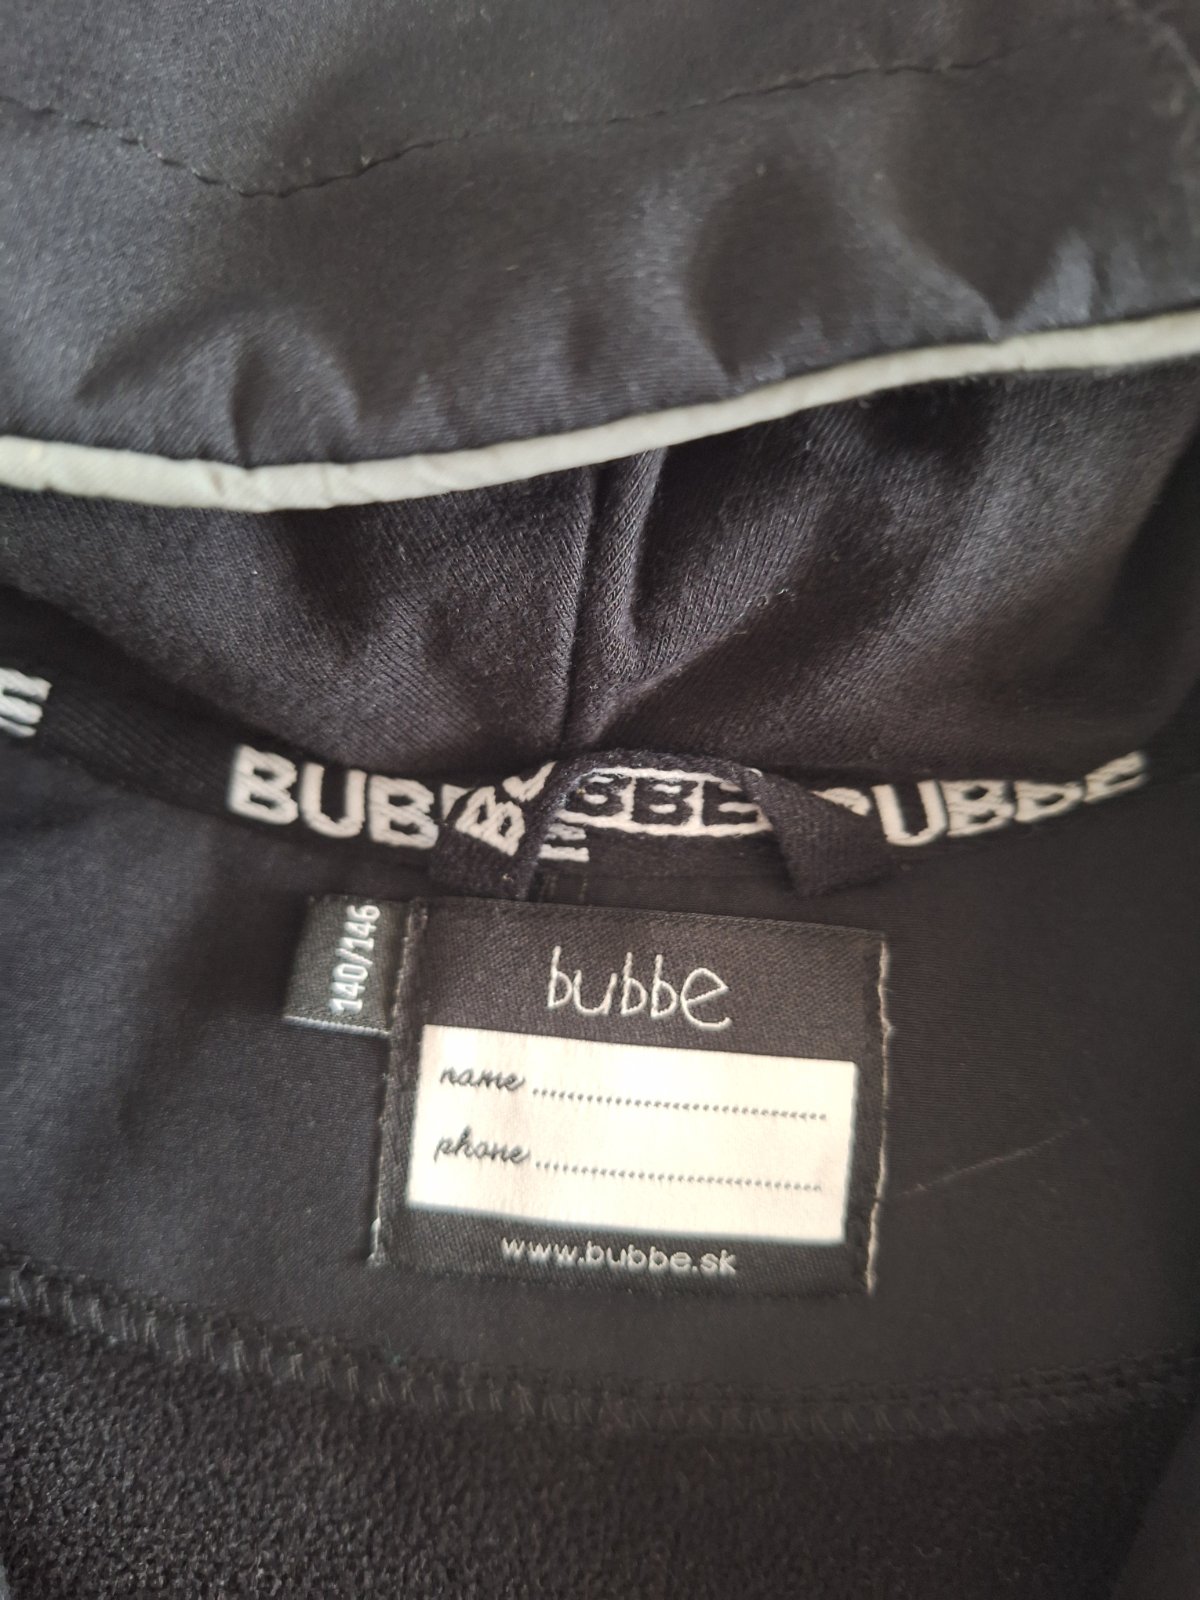 BUBBE
BUBBE
140/146
bubbe
name ..............................
phone ..............................
www.bubbe.sk